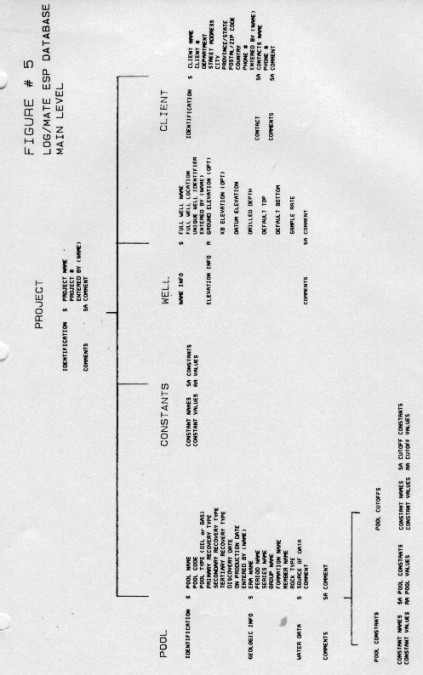 FIGURE # 5
LOG/MATE ESP DATABASE
MAIN LEVEL
PROJECT
IDENTIFICATION S PROJECT NAME
PROJECT #
ENTERED BY (NAME)
COMMENTS SA COMMENT
POOL
IDENTIFICATION S POOL NAME
POOL CODE
POOL TYPE (OIL or GAS)
PRIMARY RECOVERY TYPE
SECONDARY RECOVERY TYPE
TERTIARY RECOVERY TYPE
DISCOVERY DATE
ON PRODUCTION DATE
ENTERED BY (NAME)
GEOLOGIC INFO S ERA NAME
PERIOD NAME
SERIES NAME
GROUP NAME
FORMATION NAME
MEMBER NAME
ROCK TYPE
WATER DATA S SOURCE OF DATA
COMMENT
COMMENTS SA COMMENT
POOL CONSTANTS
CONSTANT NAMES SA POOL CONSTANTS
CONSTANT VALUES RA POOL VALUES
POOL CUTOFFS
CONSTANT NAMES SA CUTOFF CONSTANTS
CONSTANT VALUES RA CUTOFF VALUES
CONSTANTS
CONSTANT NAMES SA CONSTANTS
CONSTANT VALUES RA VALUES
WELL
NAME INFO S FULL WELL NAME
FULL WELL LOCATION
UNIQUE WELL IDENTIFIER
ENTERED BY (NAME)
ELEVATION INFO R GROUND ELEVATION (OPT)
KB ELEVATION (OPT)
DATUM ELEVATION
DRILLED DEPTH
DEFAULT TOP
DEFAULT BOTTOM
SAMPLE RATE
COMMENTS SA COMMENT
CLIENT
IDENTIFICATION S CLIENT NAME
CLIENT #
DEPARTMENT
STREET ADDRESS
CITY
PROVINCE/STATE
POSTAL/ZIP CODE
COUNTRY
PHONE #
ENTERED BY (NAME)
CONTACT SA CONTACTS NAME
PHONE #
COMMENTS SA COMMENT